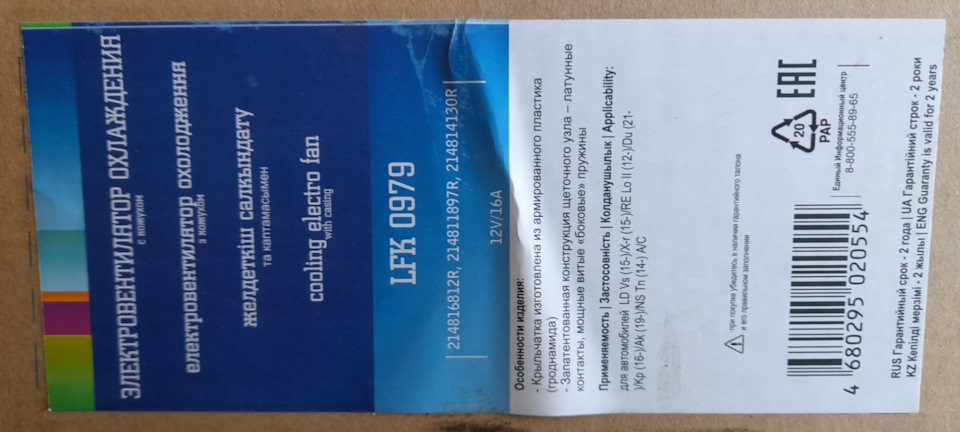 ЭЛЕКТРОВЕНТИЛЯТОР ОХЛАЖДЕНИЯ
с кожухом
електровентилятор охолодження
з кожухом
желдеткіш салкындату
та каптамасымен
cooling electro fan
with casing
LFK 0979
214816812R, 214811897R, 214814130R
12V/16A
Особенности изделия:
- Крыльчатка изготовлена из армированного пластика
(гроднамида)
- Запатентованная конструкция щеточного узла – латунные
контакты, мощные витые «боковые» пружины
Применяемость | Застосовність | Колданушылык | Applicability:
для автомобилей LD Vs (15-)/X-r (15-)/RE Lo II (12-)/Du (21-
)/Kp (16-)/Ak (19-)/NS Tn (14-) A/C
при покупке убедитесь в наличии гарантийного талона
и его правильном заполнении
20
PAP
EAC
Единый Информационный центр
8-800-555-89-65
4 680295 020554
RUS Гарантийный срок - 2 года | UA Гарантійний строк - 2 роки
KZ Кепілді мерзімі - 2 жылы | ENG Guaranty is valid for 2 years